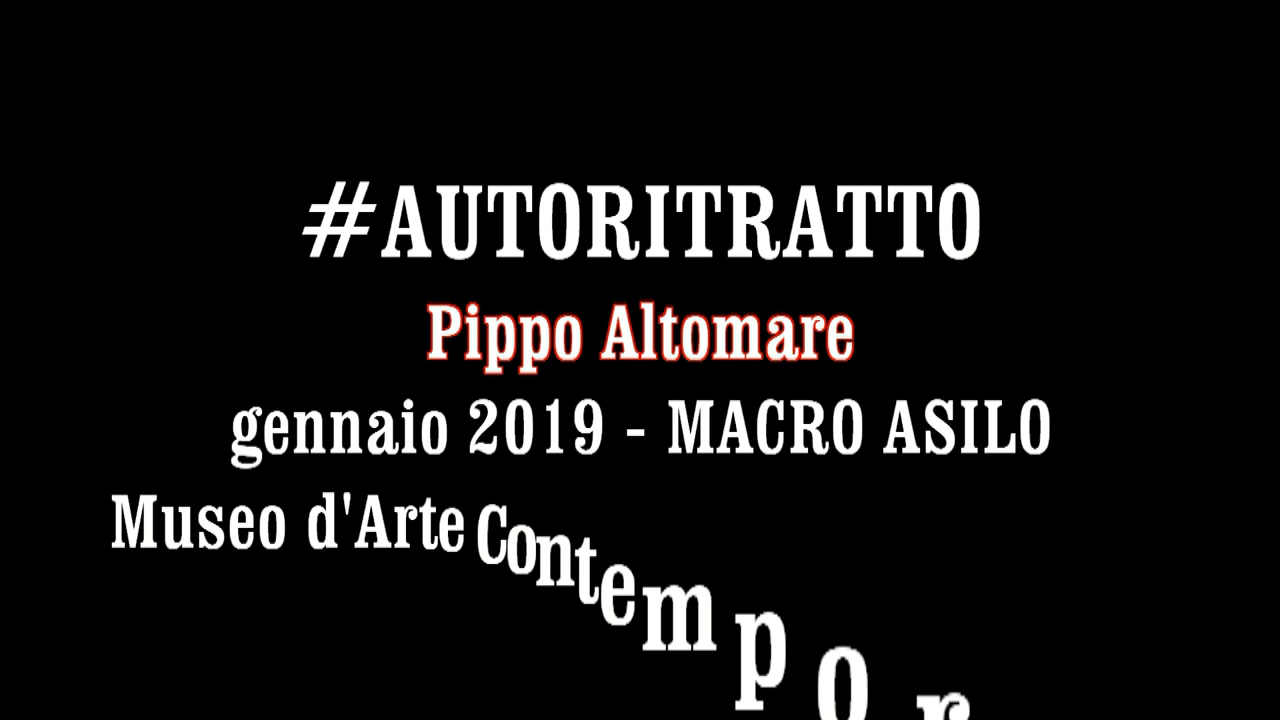 #AUTORITRATTO
Pippo Altomare
gennaio 2019 - MACRO ASILO
Museo d'Arte Contempor